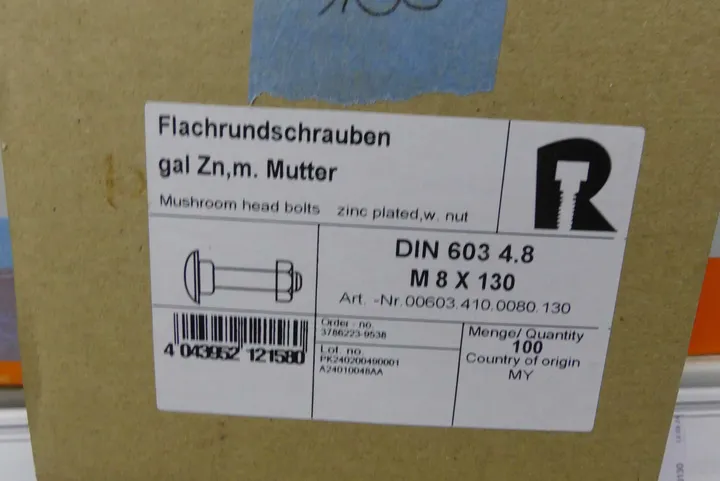 Flachrundschrauben
gal Zn,m. Mutter
Mushroom head bolts zinc plated,w. nut
R
DIN 603 4.8
M 8 X 130
Art. -Nr.00603.410.0080.130
4 043952 121580
Order no.
3786223-9538
Lot. no
PK240200490001
A24010048AA
Menge/ Quantity
100
Country of origin
MY